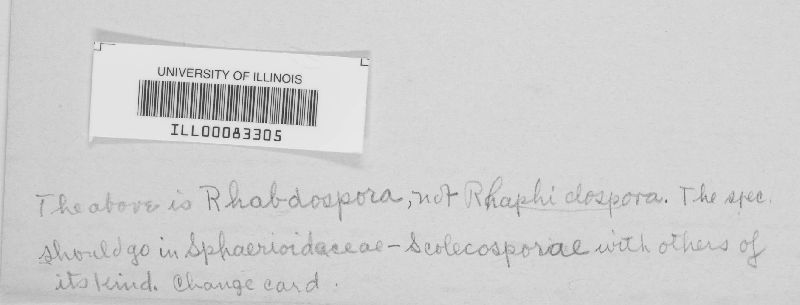 UNIVERSITY OF ILLINOIS
ILL00083305
The above is Rhabdospora, not Rhaphidospora. The spec.
should go in Sphaerioidaceae-Scolecosporae with others of
its kind. Change card.